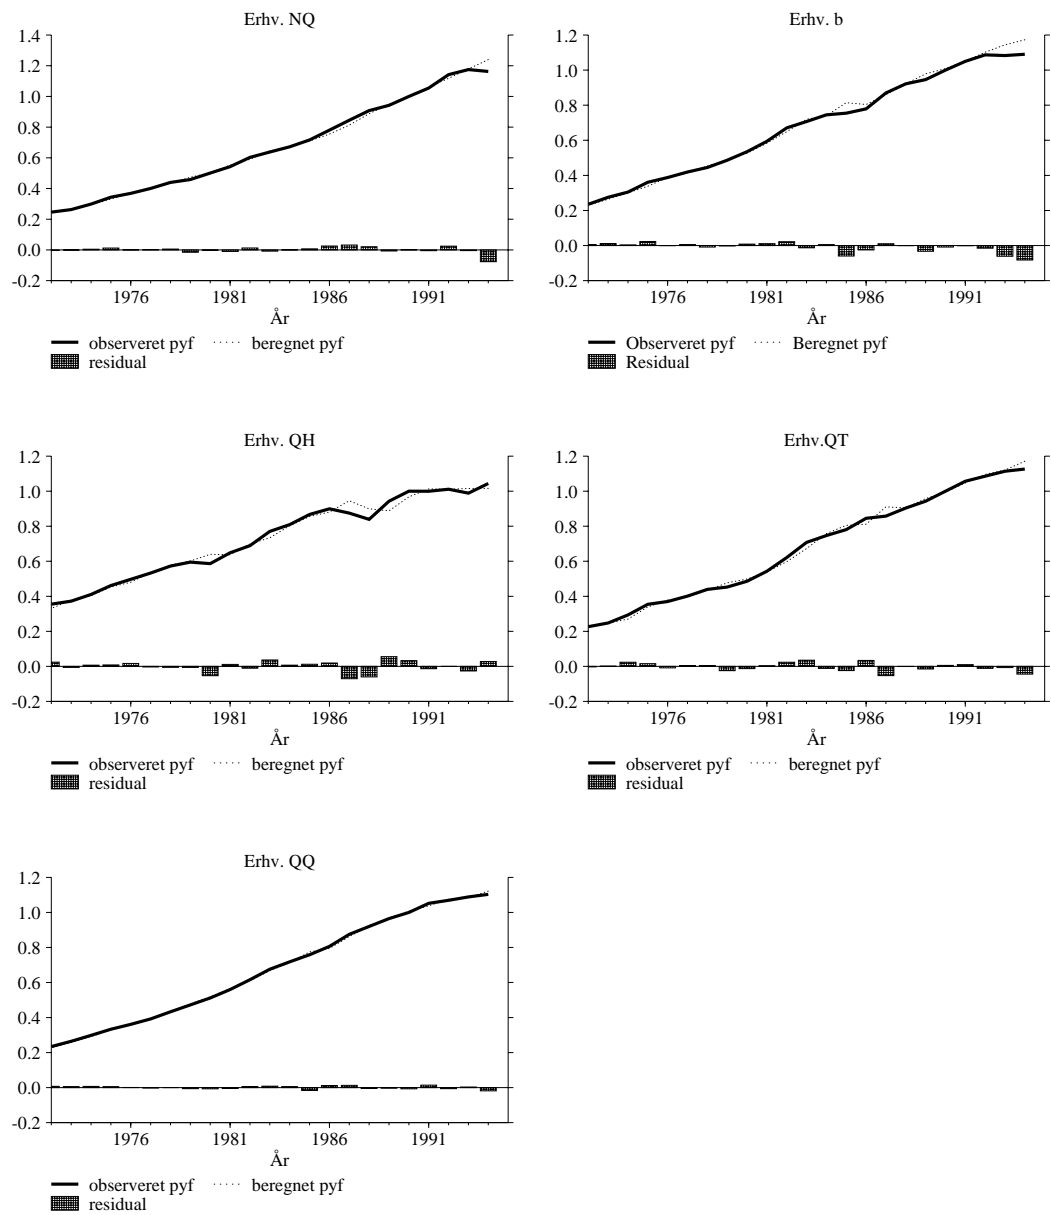 Erhv. NQ
1.4
1.2
1.0
0.8
0.6
0.4
0.2
0.0
-0.2
1976 1981 1986 1991
År
observeret pyf beregnet pyf
residual
Erhv. b
1.2
1.0
0.8
0.6
0.4
0.2
0.0
-0.2
1976 1981 1986 1991
År
Observeret pyf Beregnet pyf
Residual
Erhv. QH
1.2
1.0
0.8
0.6
0.4
0.2
0.0
-0.2
1976 1981 1986 1991
År
observeret pyf beregnet pyf
residual
Erhv.QT
1.2
1.0
0.8
0.6
0.4
0.2
0.0
-0.2
1976 1981 1986 1991
År
observeret pyf beregnet pyf
residual
Erhv. QQ
1.2
1.0
0.8
0.6
0.4
0.2
0.0
-0.2
1976 1981 1986 1991
År
observeret pyf beregnet pyf
residual